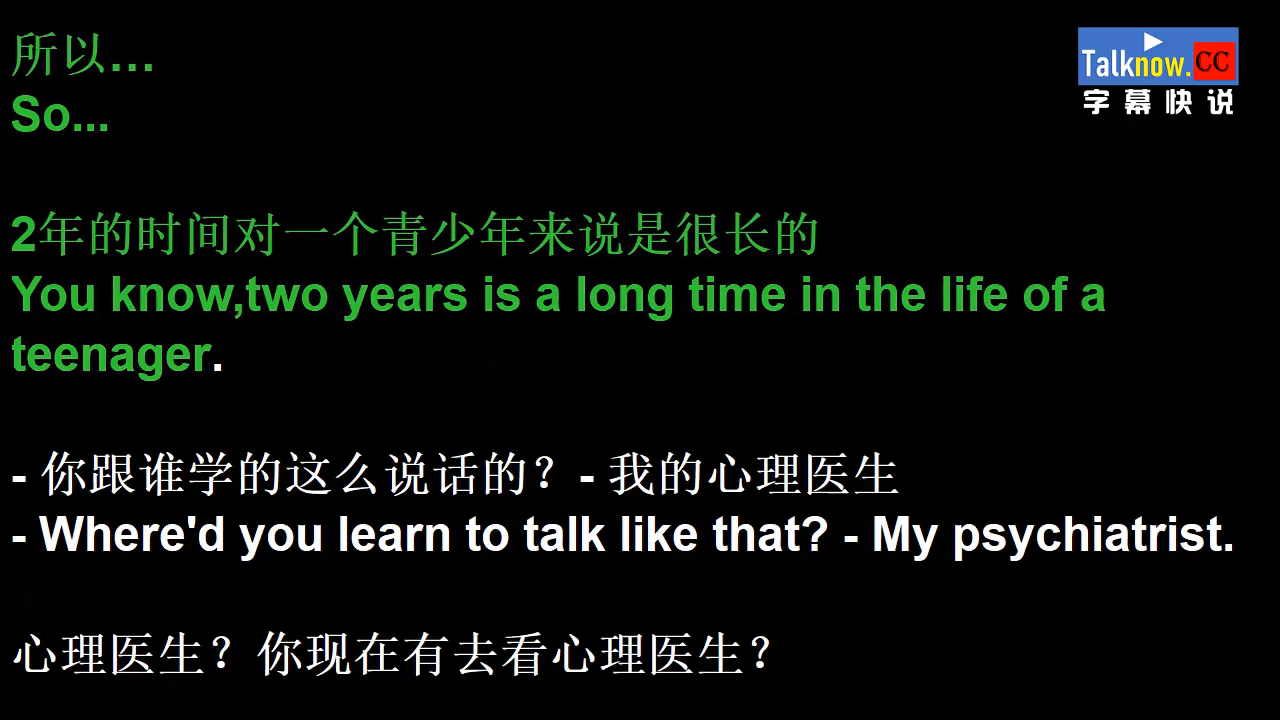 所以…
So...
Talknow.CC
字幕快说
2年的时间对一个青少年来说是很长的
You know,two years is a long time in the life of a
teenager.
- 你跟谁学的这么说话的？- 我的心理医生
- Where'd you learn to talk like that? - My psychiatrist.
心理医生？你现在有去看心理医生？